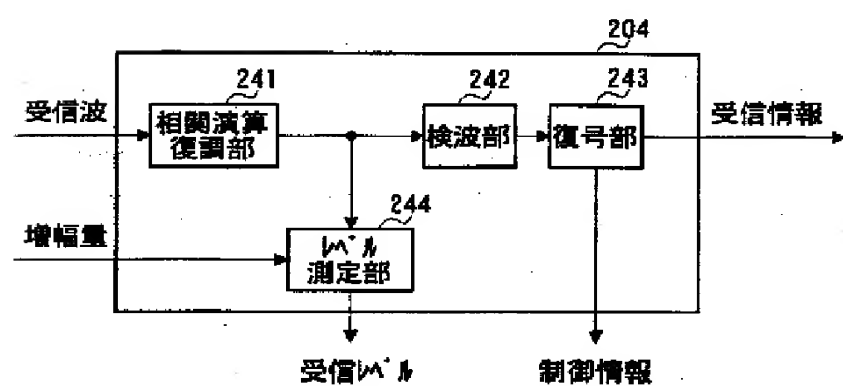 204
241
242
243
受信波
相関演算
復調部
検波部
復号部
受信情報
244
増幅量
ﾚﾍﾞﾙ
測定部
受信ﾚﾍﾞﾙ
制御情報